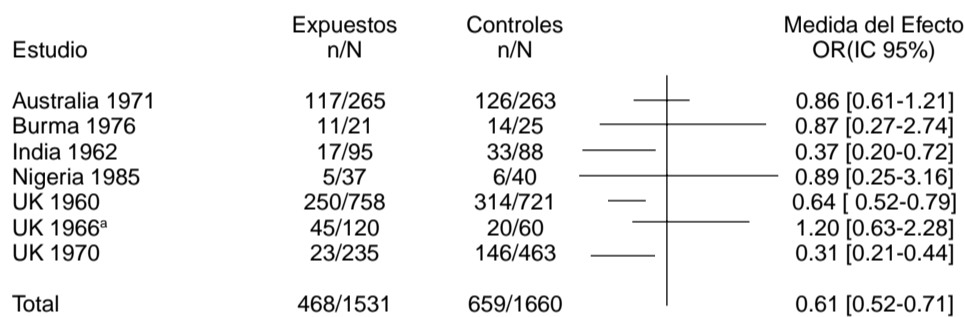 Expuestos Controles Medida del Efecto
Estudio n/N n/N OR(IC 95%)
Australia 1971 117/265 126/263 0.86 [0.61-1.21]
Burma 1976 11/21 14/25 0.87 [0.27-2.74]
India 1962 17/95 33/88 0.37 [0.20-0.72]
Nigeria 1985 5/37 6/40 0.89 [0.25-3.16]
UK 1960 250/758 314/721 0.64 [ 0.52-0.79]
UK 1966ª 45/120 20/60 1.20 [0.63-2.28]
UK 1970 23/235 146/463 0.31 [0.21-0.44]
Total 468/1531 659/1660 0.61 [0.52-0.71]